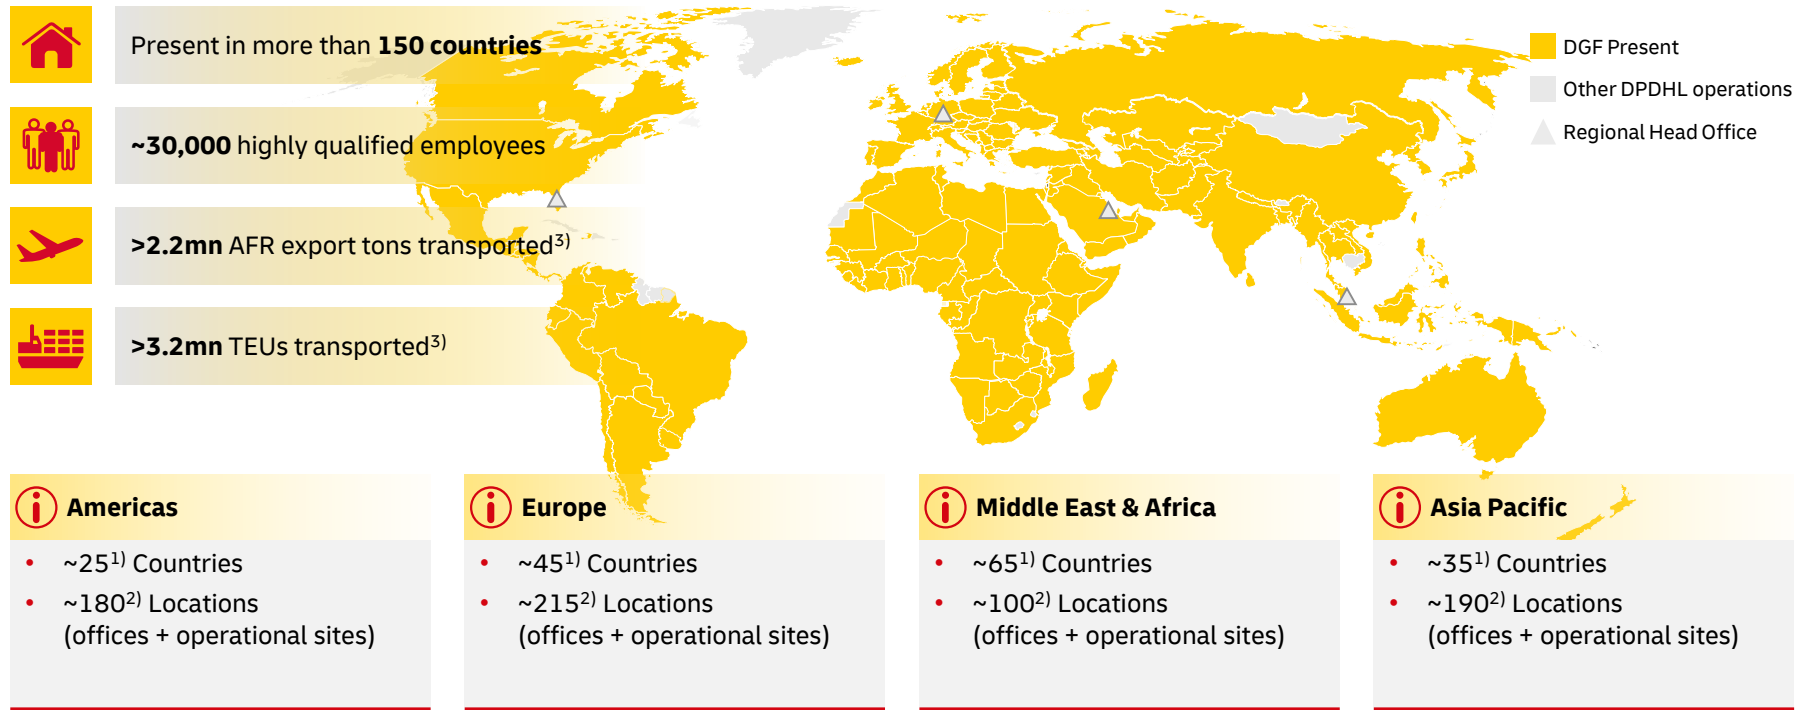 Present in more than 150 countries
~30,000 highly qualified employees
>2.2mn AFR export tons transported3)
>3.2mn TEUs transported3)
DGF Present
Other DPDHL operations
Regional Head Office
Americas
• ~251) Countries
• ~1802) Locations
(offices + operational sites)
Europe
• ~451) Countries
• ~2152) Locations
(offices + operational sites)
Middle East & Africa
• ~651) Countries
• ~1002) Locations
(offices + operational sites)
Asia Pacific
• ~351) Countries
• ~1902) Locations
(offices + operational sites)